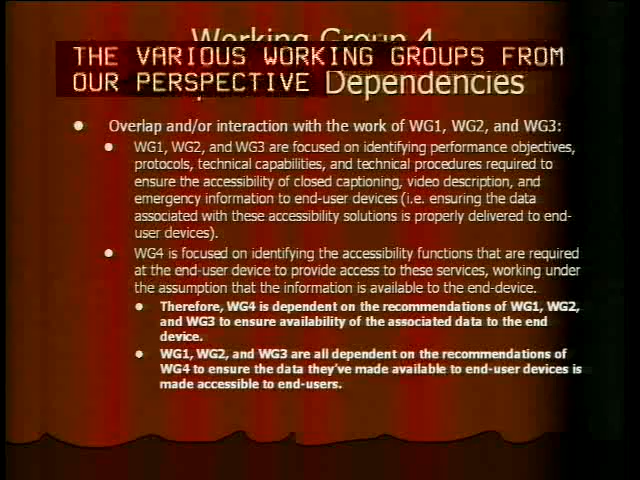 Working Group 4
THE VARIOUS WORKING GROUPS FROM
OUR PERSPECTIVE Dependencies
Overlap and/or interaction with the work of WG1, WG2, and WG3:
WG1, WG2, and WG3 are focused on identifying performance objectives,
protocols, technical capabilities, and technical procedures required to
ensure the accessibility of closed captioning, video description, and
emergency information to end-user devices (i.e. ensuring the data
associated with these accessibility solutions is properly delivered to end-
user devices).
WG4 is focused on identifying the accessibility functions that are required
at the end-user device to provide access to these services, working under
the assumption that the information is available to the end-device.
Therefore, WG4 is dependent on the recommendations of WG1, WG2,
and WG3 to ensure availability of the associated data to the end
device.
WG1, WG2, and WG3 are all dependent on the recommendations of
WG4 to ensure the data they've made available to end-user devices is
made accessible to end-users.